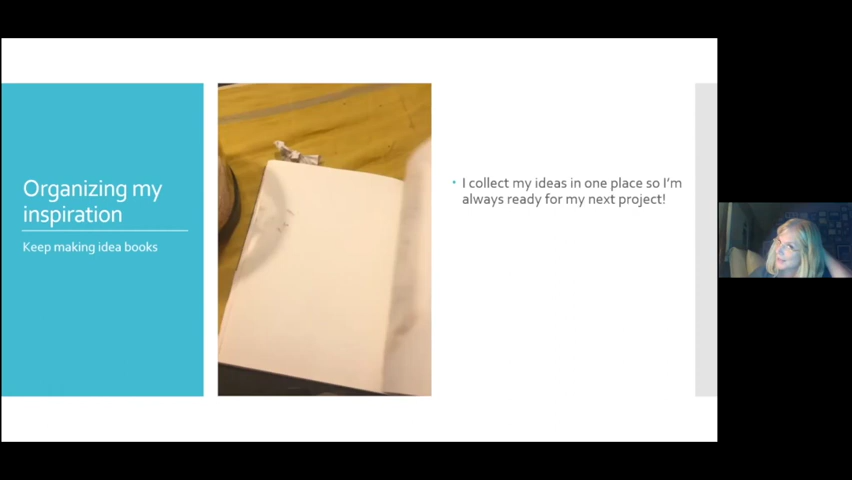 Organizing my
inspiration
Keep making idea books
• I collect my ideas in one place so I'm
always ready for my next project!